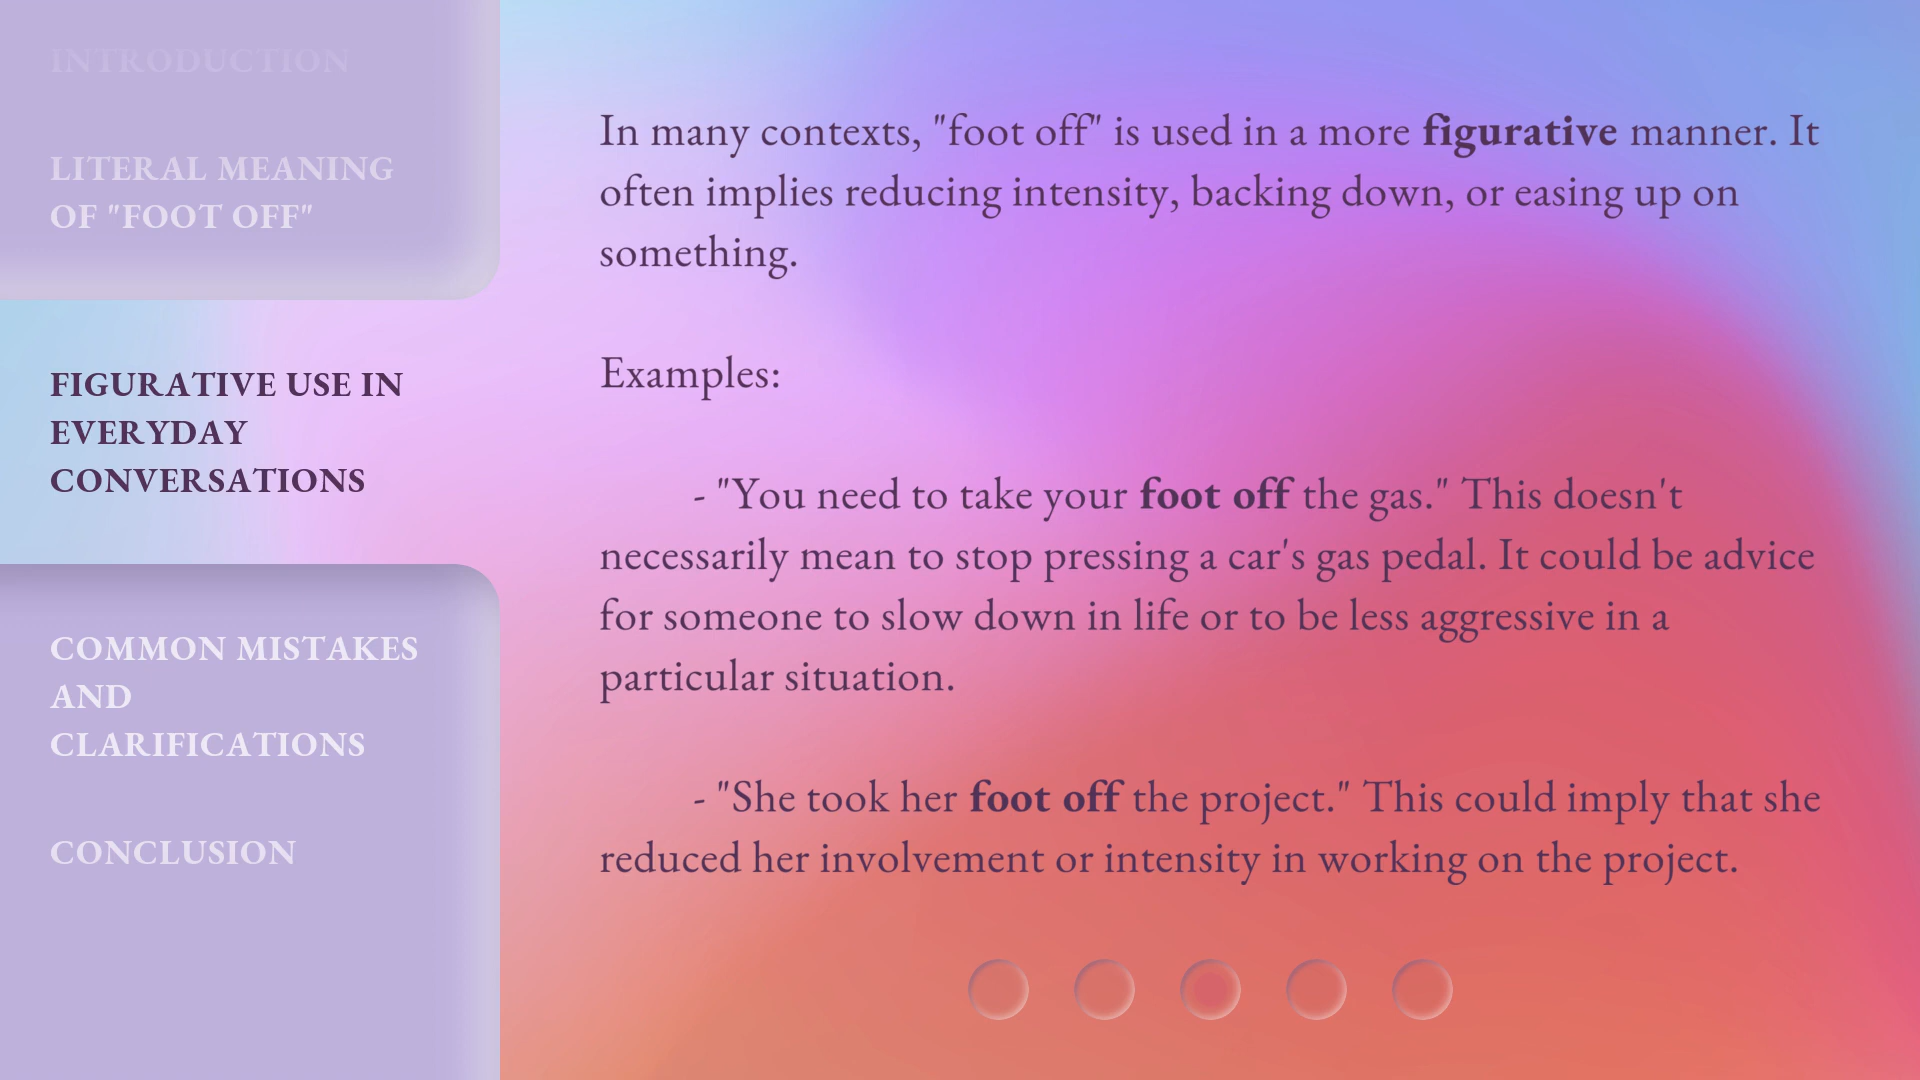 INTRODUCTION
LITERAL MEANING
OF "FOOT OFF"
FIGURATIVE USE IN
EVERYDAY
CONVERSATIONS
COMMON MISTAKES
AND
CLARIFICATIONS
CONCLUSION
In many contexts, "foot off" is used in a more figurative manner. It
often implies reducing intensity, backing down, or easing up on
something.
Examples:
- "You need to take your foot off the gas." This doesn't
necessarily mean to stop pressing a car's gas pedal. It could be advice
for someone to slow down in life or to be less aggressive in a
particular situation.
- "She took her foot off the project." This could imply that she
reduced her involvement or intensity in working on the project.